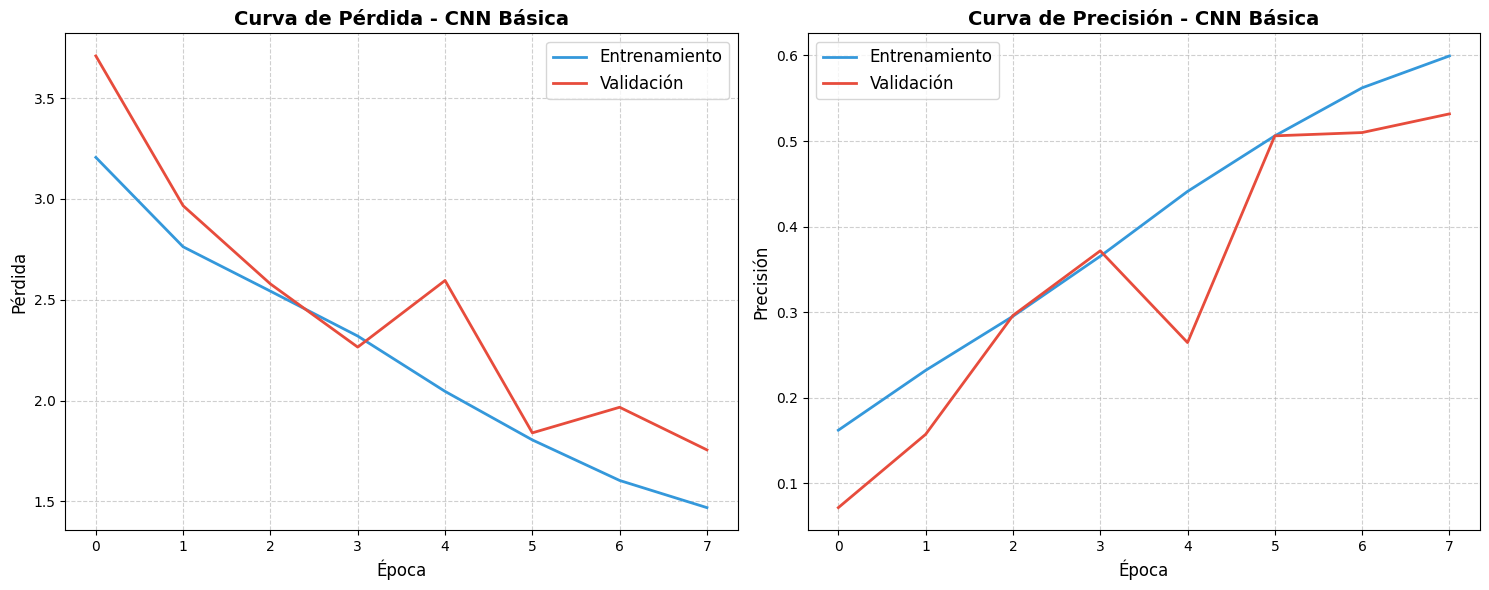 Curva de Pérdida - CNN Básica
Entrenamiento
Validación
3.5
3.0
2.5
2.0
1.5
Pérdida
0 1 2 3 4 5 6 7
Época
Curva de Precisión - CNN Básica
Entrenamiento
Validación
0.6
0.5
0.4
0.3
0.2
0.1
Precisión
0 1 2 3 4 5 6 7
Época